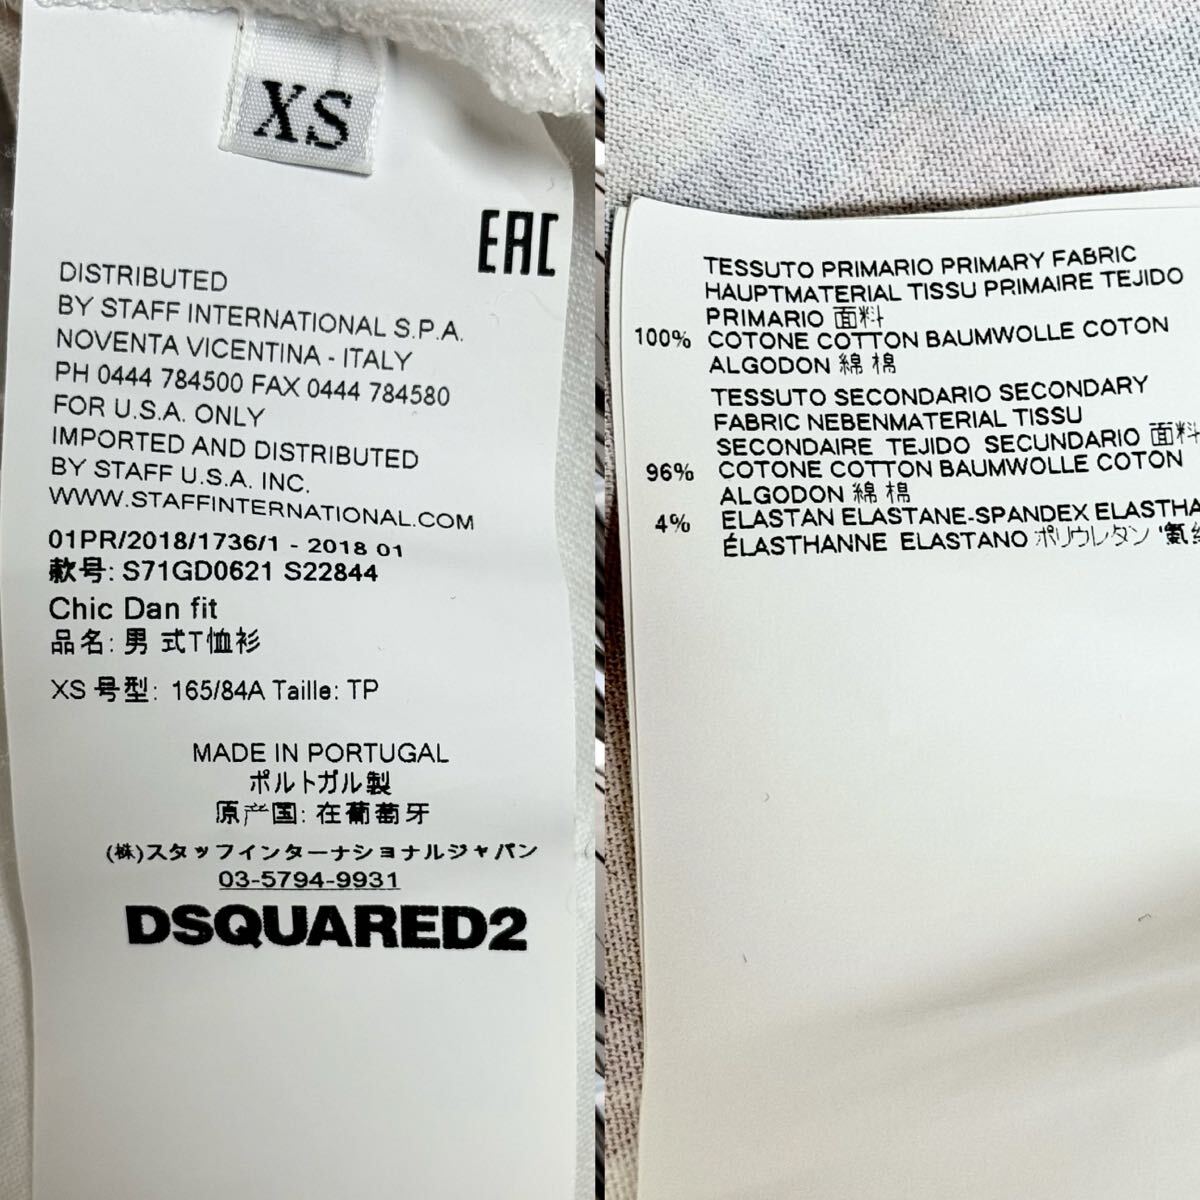 XS
EAC
DISTRIBUTED
BY STAFF INTERNATIONAL S.P.A.
NOVENTA VICENTINA - ITALY
PH 0444 784500 FAX 0444 784580
FOR U.S.A. ONLY
IMPORTED AND DISTRIBUTED
BY STAFF U.S.A. INC.
WWW.STAFFINTERNATIONAL.COM
01PR/2018/1736/1 - 2018 01
款号: S71GD0621 S22844
Chic Dan fit
品名: 男 式T恤衫
XS 号型: 165/84A Taille: TP
MADE IN PORTUGAL
ポルトガル製
原产国: 在葡萄牙
(株)スタッフインターナショナルジャパン
03-5794-9931
DSQUARED2
TESSUTO PRIMARIO PRIMARY FABRIC
HAUPTMATERIAL TISSU PRIMAIRE TEJIDO
PRIMARIO 面料
100% COTONE COTTON BAUMWOLLE COTON
ALGODON 綿 棉
TESSUTO SECONDARIO SECONDARY
FABRIC NEBENMATERIAL TISSU
SECONDAIRE TEJIDO SECUNDARIO 面料
96% COTONE COTTON BAUMWOLLE COTON
ALGODON 綿 棉
4% ELASTAN ELASTANE-SPANDEX ELASTHA
ÉLASTHANNE ELASTANO ポリウレタン